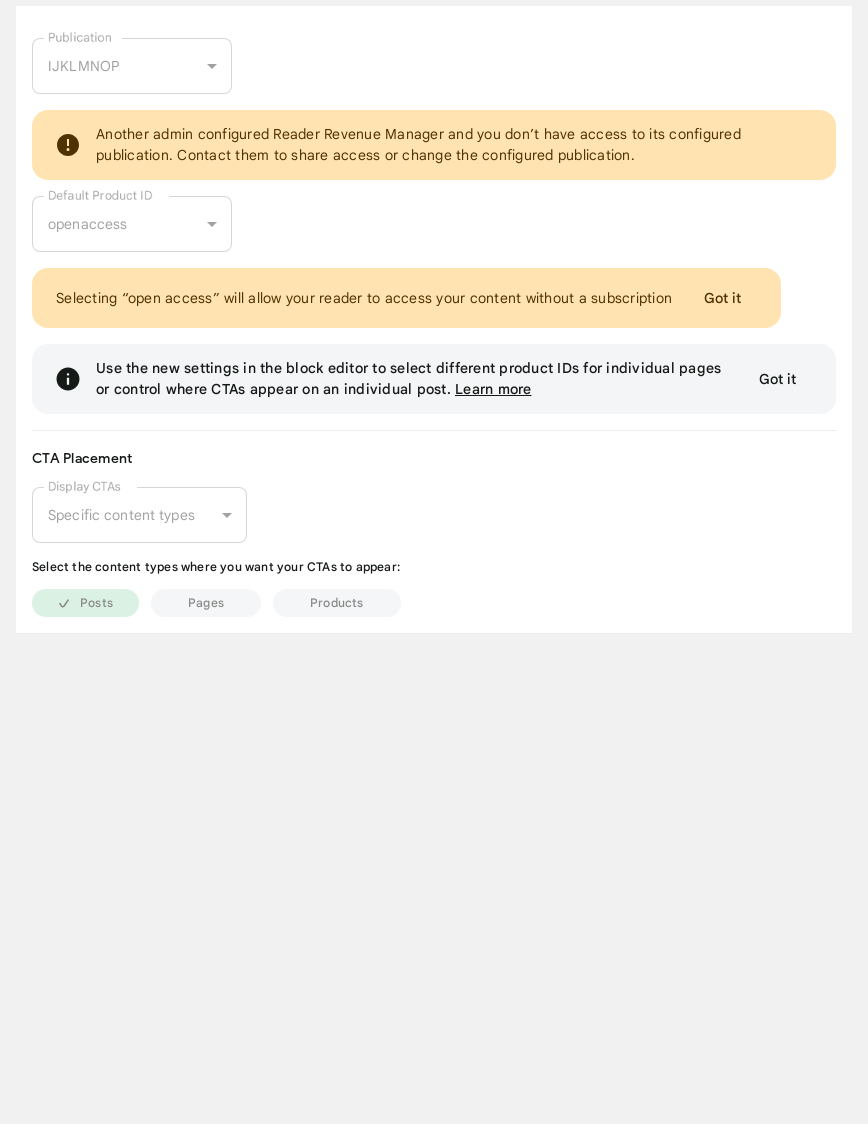 Publication
IJKLMNOP
Another admin configured Reader Revenue Manager and you don’t have access to its configured
publication. Contact them to share access or change the configured publication.
Default Product ID
openaccess
Selecting “open access” will allow your reader to access your content without a subscription
Got it
Use the new settings in the block editor to select different product IDs for individual pages
or control where CTAs appear on an individual post. Learn more
Got it
CTA Placement
Display CTAs
Specific content types
Select the content types where you want your CTAs to appear:
Posts
Pages
Products